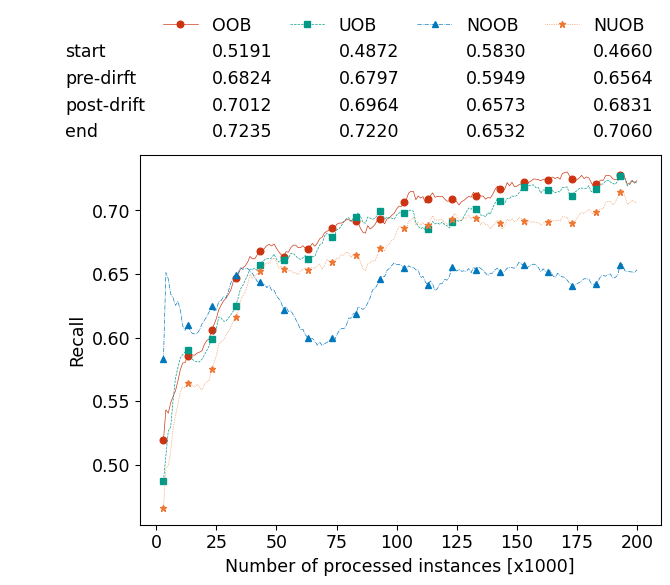 OOB UOB NOOB NUOB
start 0.5191 0.4872 0.5830 0.4660
pre-dirft 0.6824 0.6797 0.5949 0.6564
post-drift 0.7012 0.6964 0.6573 0.6831
end 0.7235 0.7220 0.6532 0.7060
0.70
0.65
0.60
0.55
0.50
Recall
0 25 50 75 100 125 150 175 200
Number of processed instances [x1000]